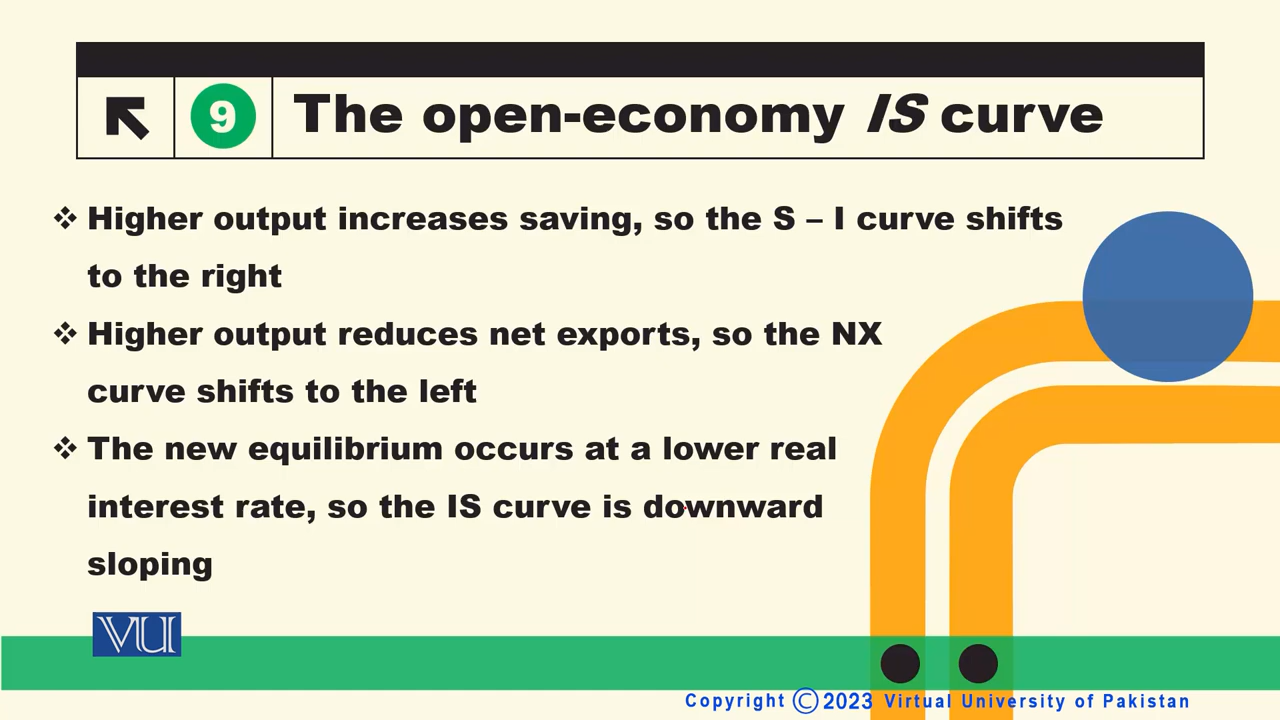 9 The open-economy IS curve
❖ Higher output increases saving, so the S – I curve shifts
to the right
❖ Higher output reduces net exports, so the NX
curve shifts to the left
❖ The new equilibrium occurs at a lower real
interest rate, so the IS curve is downward
sloping
VU
Copyright © 2023 Virtual University of Pakistan